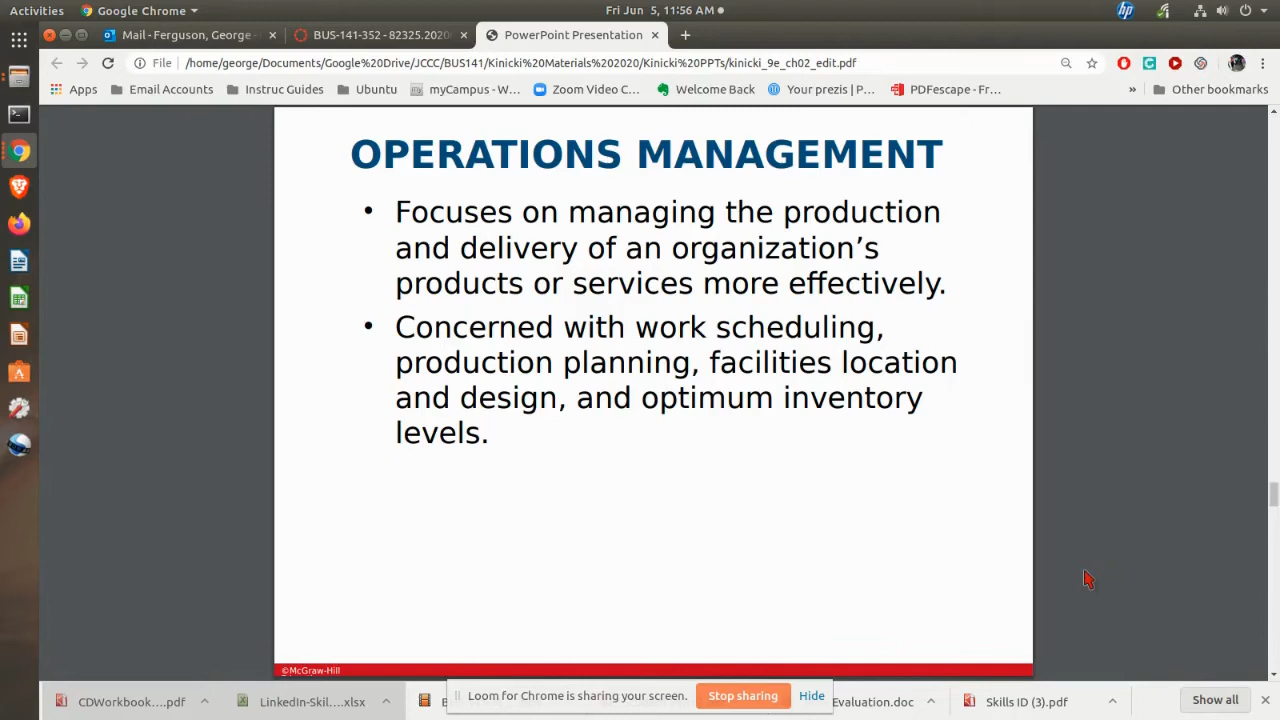 Activities
Google Chrome
Fri Jun 5, 11:56 AM
hp
Mail - Ferguson, George -
BUS-141-352 - 82325.2020
PowerPoint Presentation
File
/home/george/Documents/Google%20Drive/JCCC/BUS141/Kinicki%20Materials%202020/Kinicki%20PPTs/kinicki_9e_ch02_edit.pdf
Apps
Email Accounts
Instruc Guides
Ubuntu
myCampus - W...
Zoom Video C...
Welcome Back
Your prezis | P...
PDFescape - Fr...
»
Other bookmarks
OPERATIONS MANAGEMENT
• Focuses on managing the production
and delivery of an organization’s
products or services more effectively.
• Concerned with work scheduling,
production planning, facilities location
and design, and optimum inventory
levels.
©McGraw-Hill
CDWorkbook....pdf
LinkedIn-Skil....xlsx
Loom for Chrome is sharing your screen.
Stop sharing
Hide
Evaluation.doc
Skills ID (3).pdf
Show all